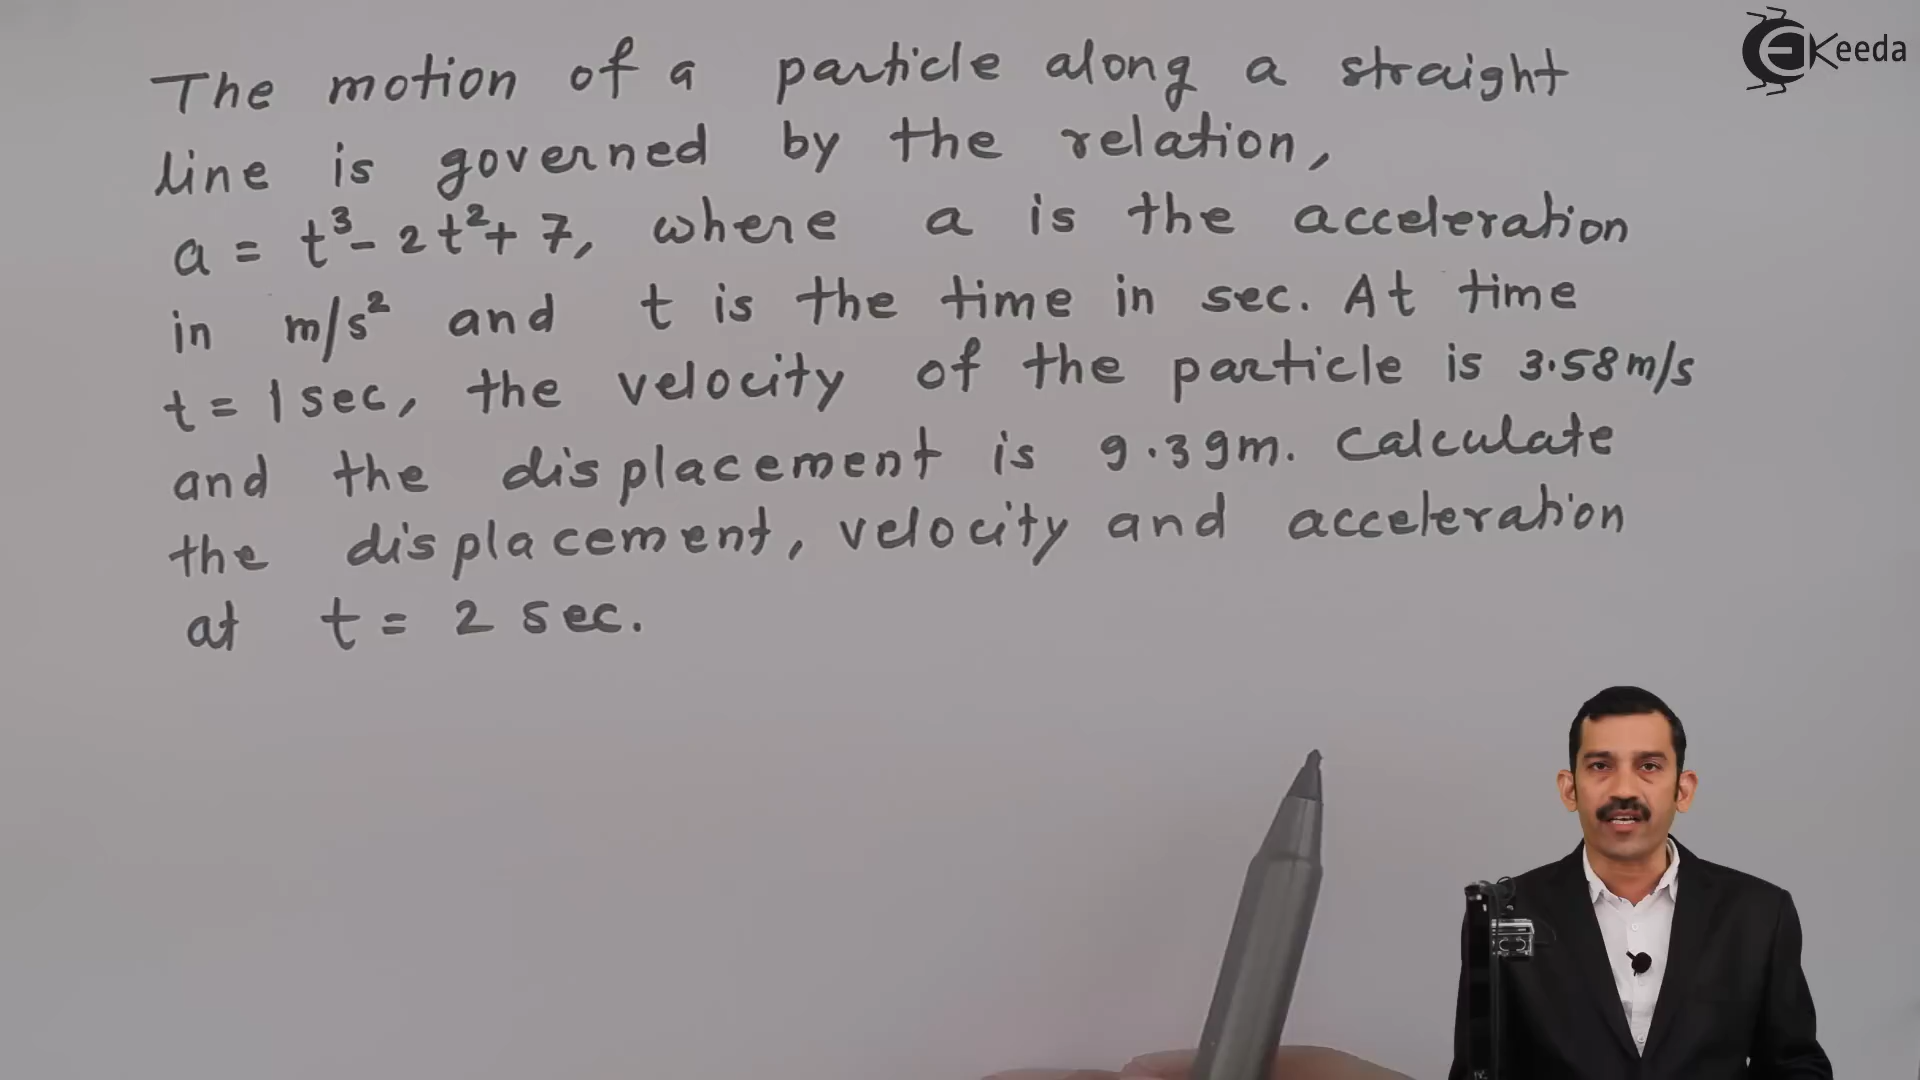 EKeeda
The motion of a particle along a straight
line is governed by the relation,
a = t³- 2t²+ 7, where a is the acceleration
in m/s² and t is the time in sec. At time
t = 1 sec, the velocity of the particle is 3.58m/s
and the displacement is 9.39m. Calculate
the displacement, velocity and acceleration
at t = 2 sec.